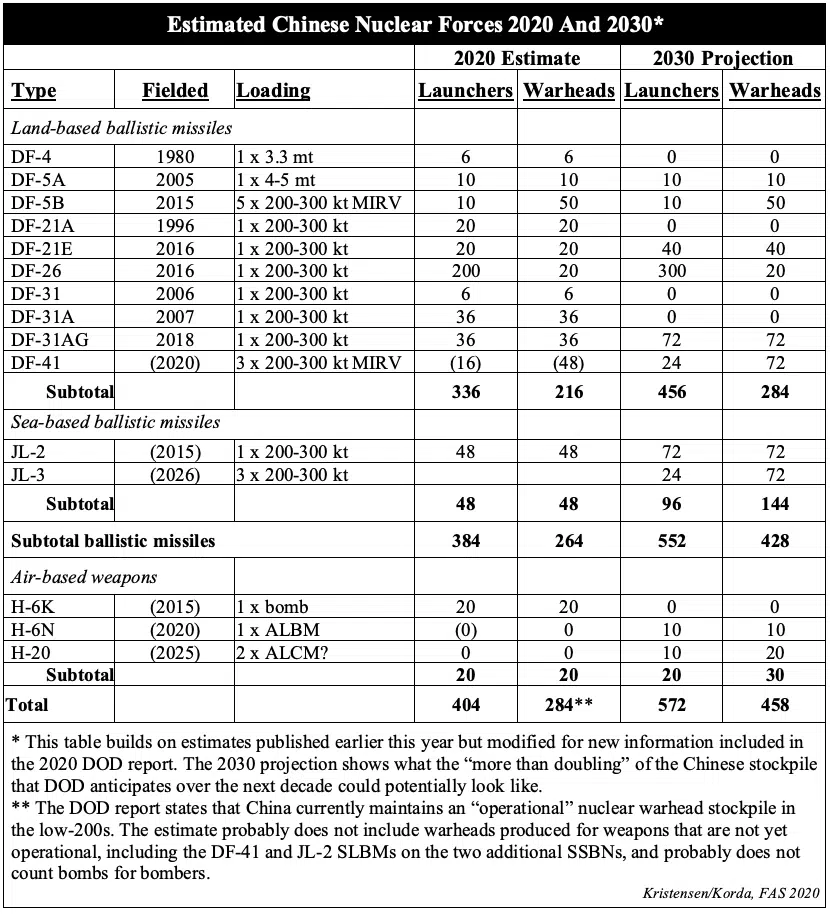 Estimated Chinese Nuclear Forces 2020 And 2030*
2020 Estimate 2030 Projection
Type Fielded Loading Launchers Warheads Launchers Warheads
Land-based ballistic missiles
DF-4 1980 1 x 3.3 mt 6 6 0 0
DF-5A 2005 1 x 4-5 mt 10 10 10 10
DF-5B 2015 5 x 200-300 kt MIRV 10 50 10 50
DF-21A 1996 1 x 200-300 kt 20 20 0 0
DF-21E 2016 1 x 200-300 kt 20 20 40 40
DF-26 2016 1 x 200-300 kt 200 20 300 20
DF-31 2006 1 x 200-300 kt 6 6 0 0
DF-31A 2007 1 x 200-300 kt 36 36 0 0
DF-31AG 2018 1 x 200-300 kt 36 36 72 72
DF-41 (2020) 3 x 200-300 kt MIRV (16) (48) 24 72
Subtotal 336 216 456 284
Sea-based ballistic missiles
JL-2 (2015) 1 x 200-300 kt 48 48 72 72
JL-3 (2026) 3 x 200-300 kt 24 72
Subtotal 48 48 96 144
Subtotal ballistic missiles 384 264 552 428
Air-based weapons
H-6K (2015) 1 x bomb 20 20 0 0
H-6N (2020) 1 x ALBM (0) 0 10 10
H-20 (2025) 2 x ALCM? 0 0 10 20
Subtotal 20 20 20 30
Total 404 284** 572 458
* This table builds on estimates published earlier this year but modified for new information included in
the 2020 DOD report. The 2030 projection shows what the “more than doubling” of the Chinese stockpile
that DOD anticipates over the next decade could potentially look like.
** The DOD report states that China currently maintains an “operational” nuclear warhead stockpile in
the low-200s. The estimate probably does not include warheads produced for weapons that are not yet
operational, including the DF-41 and JL-2 SLBMs on the two additional SSBNs, and probably does not
count bombs for bombers.
Kristensen/Korda, FAS 2020